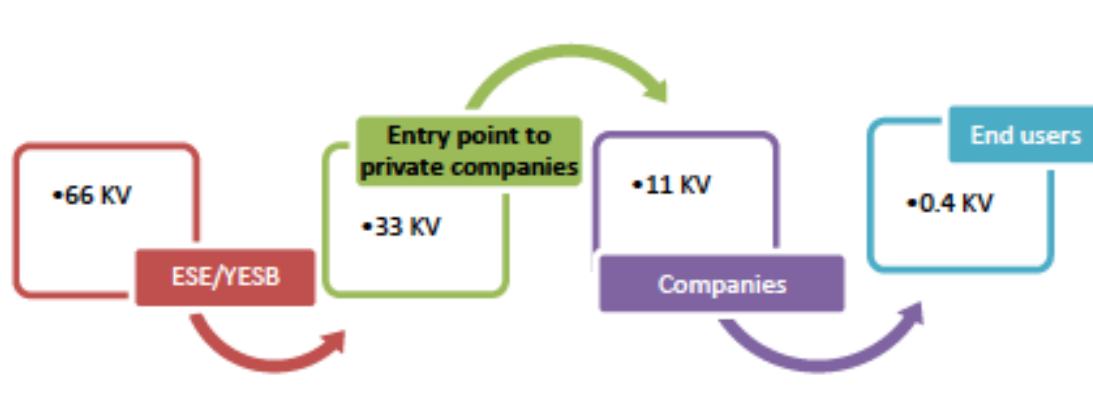 •66 KV
ESE/YESB
Entry point to
private companies
•33 KV
•11 KV
Companies
End users
•0.4 KV